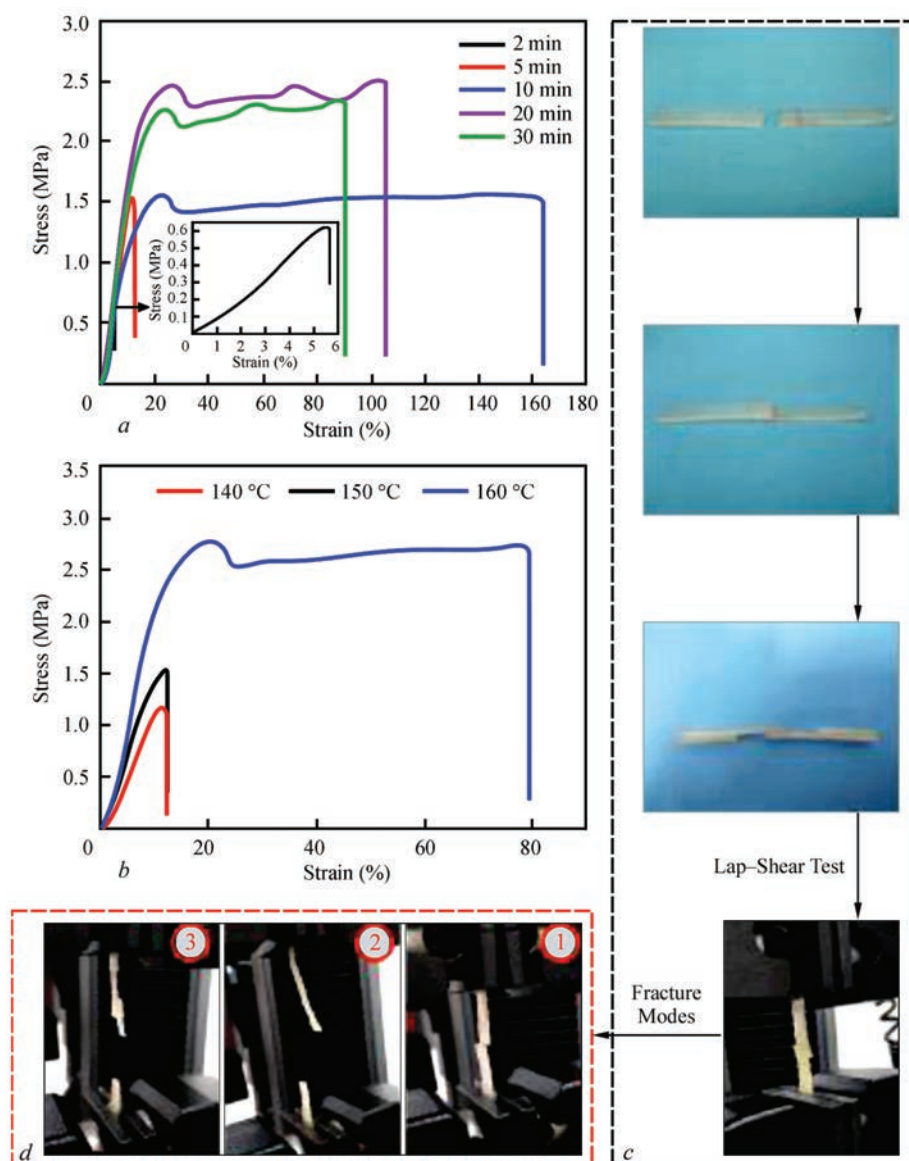 3.0
2.5
2.0
1.5
1.0
0.5
0
Stress (MPa)
2 min
5 min
10 min
20 min
30 min
0.6
0.5
0.4
0.3
0.2
0.1
Stress (MPa)
0 1 2 3 4 5 6
Strain (%)
0 20 40 60 80 100 120 140 160 180
a
Strain (%)
3.5
3.0
2.5
2.0
1.5
1.0
0.5
0
Stress (MPa)
140 °C 150 °C 160 °C
0 20 40 60 80
b
Strain (%)
Lap–Shear Test
Fracture
Modes
3
2
1
d
c